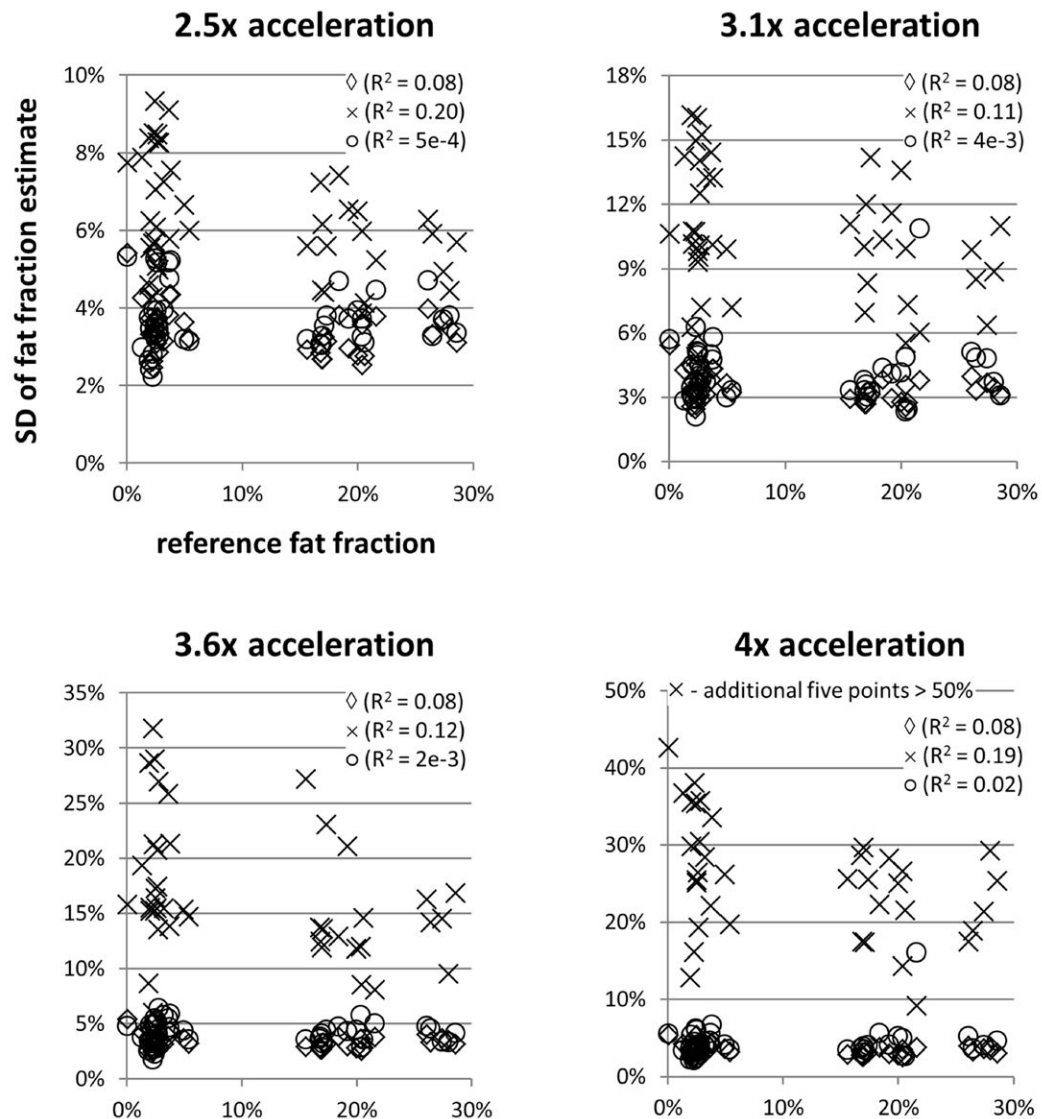 2.5x acceleration
10%
8%
6%
4%
2%
0%
0% 10% 20% 30%
◇ (R² = 0.08)
× (R² = 0.20)
○ (R² = 5e-4)
SD of fat fraction estimate
reference fat fraction
3.1x acceleration
18%
15%
12%
9%
6%
3%
0%
0% 10% 20% 30%
◇ (R² = 0.08)
× (R² = 0.11)
○ (R² = 4e-3)
3.6x acceleration
35%
30%
25%
20%
15%
10%
5%
0%
0% 10% 20% 30%
◇ (R² = 0.08)
× (R² = 0.12)
○ (R² = 2e-3)
4x acceleration
50%
40%
30%
20%
10%
0%
0% 10% 20% 30%
× - additional five points > 50%
◇ (R² = 0.08)
× (R² = 0.19)
○ (R² = 0.02)